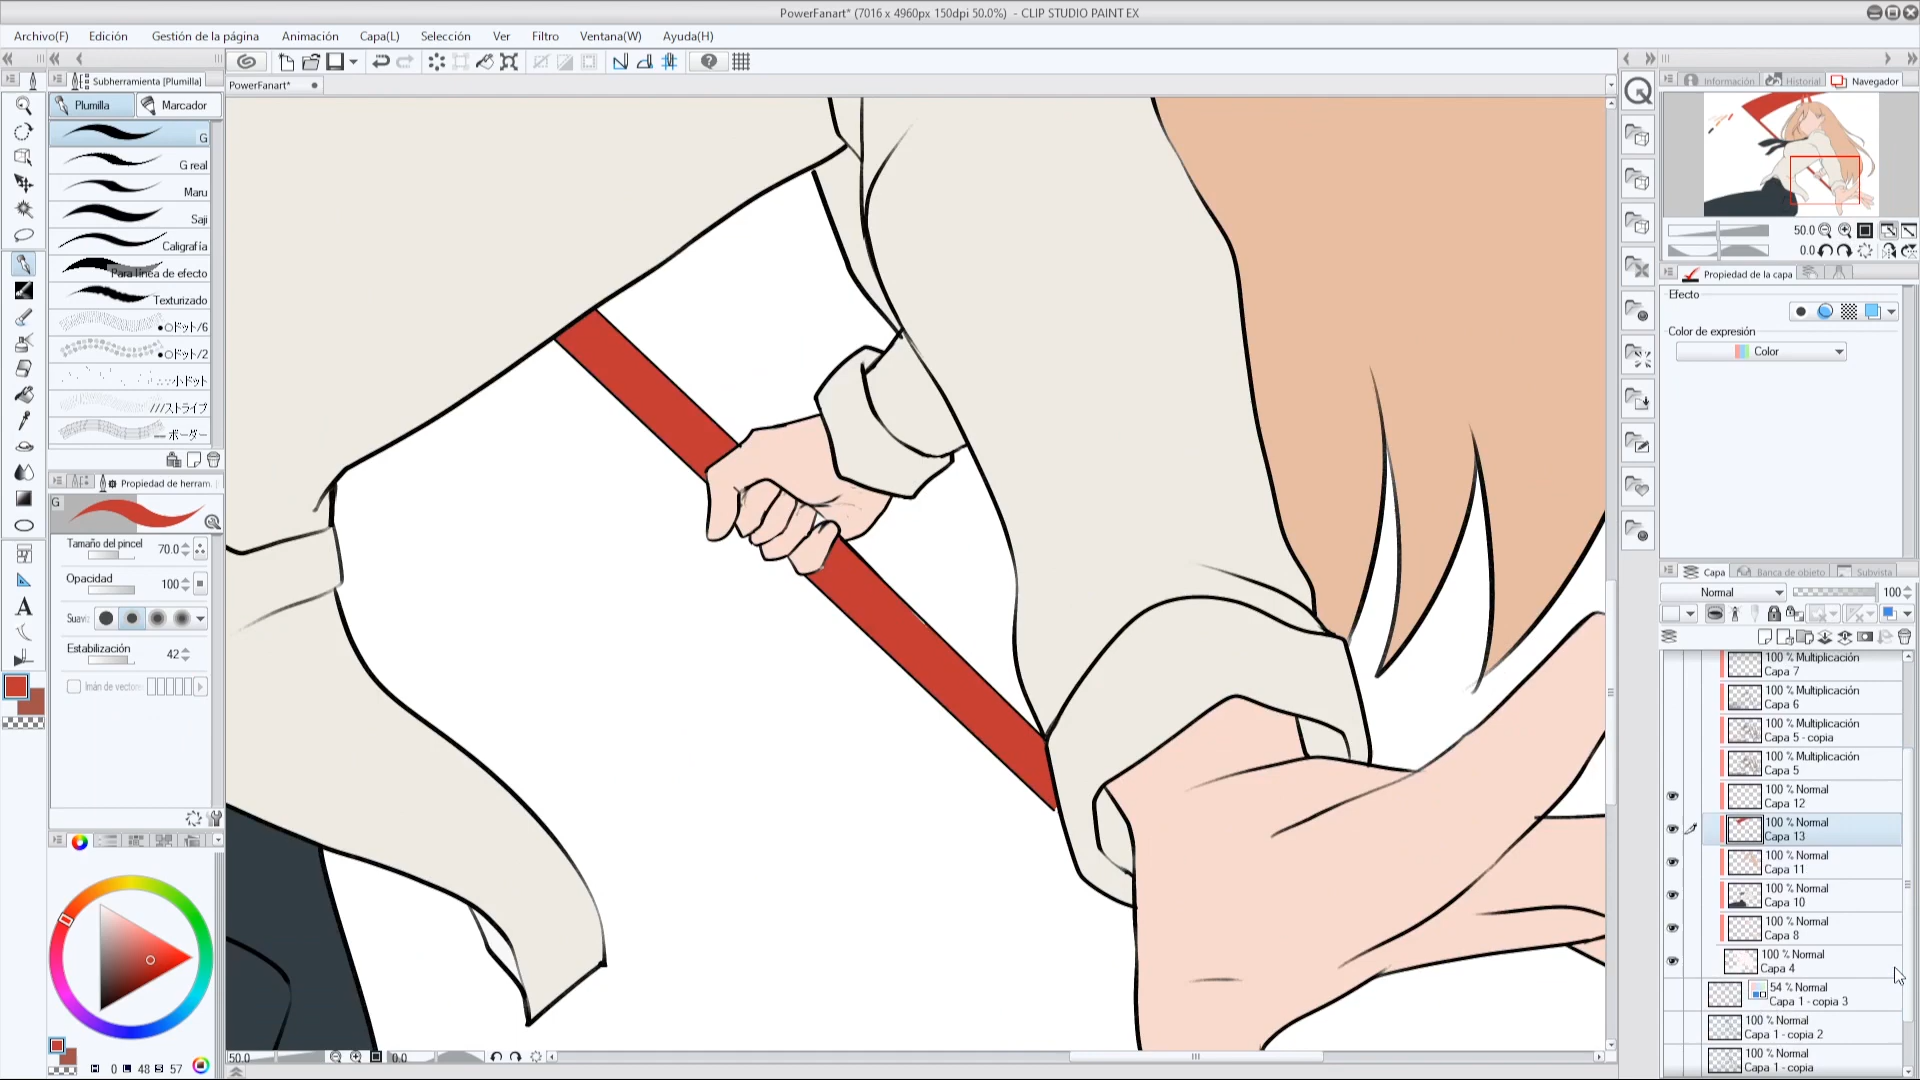 PowerFanart* (7016 x 4960px 150dpi 50.0%)  - CLIP STUDIO PAINT EX
Archivo(F) Edición Gestión de la página Animación Capa(L) Selección Ver Filtro Ventana(W) Ayuda(H)
Subherramienta [Plumilla]
PowerFanart*
Plumilla
Marcador
G
G real
Maru
Saji
Caligrafía
Para línea de efecto
Texturizado
●○ドット/6
●○ドット/2
小ドット
///ストライプ
ボーダー
Propiedad de herram.
G
Tamaño del pincel 70.0
Opacidad 100
Suavi:
Estabilización 42
Imán de vectore
H 0 L 48 S 57
50.0
0.0
Información Historial Navegador
50.0
0.0
Propiedad de la capa
Efecto
Color de expresión
Color
Capa Banca de objeto Subvista
Normal 100
100 % Multiplicación
Capa 7
100 % Multiplicación
Capa 6
100 % Multiplicación
Capa 5 - copia
100 % Multiplicación
Capa 5
100 % Normal
Capa 12
100 % Normal
Capa 13
100 % Normal
Capa 11
100 % Normal
Capa 10
100 % Normal
Capa 8
100 % Normal
Capa 4
54 % Normal
Capa 1 - copia 3
100 % Normal
Capa 1 - copia 2
100 % Normal
Capa 1 - copia